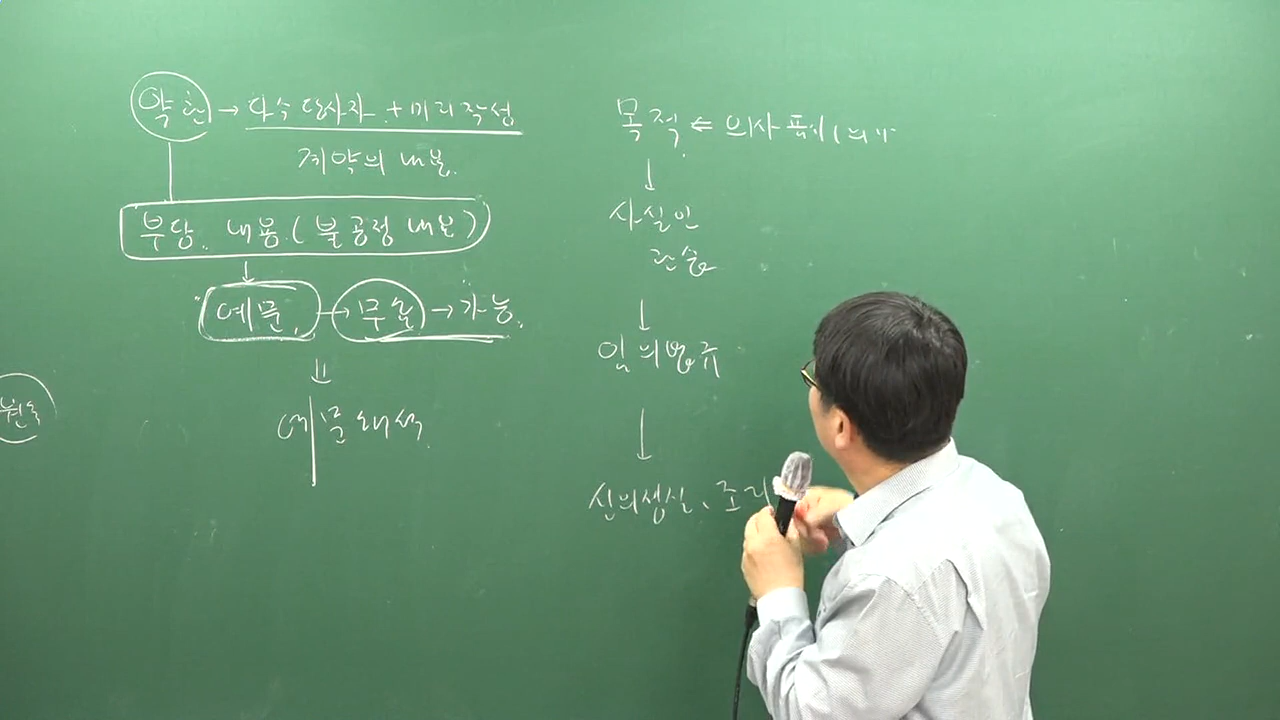 약관 → 다수 당사자 + 미리 작성
계약의 내용
부당 내용 (불공정 내용)
예문 → 무효 → 가능
예문해석
목적 ⇐ 의사표시
↓
사실인
관습
↓
임의법규
↓
신의성실, 조리